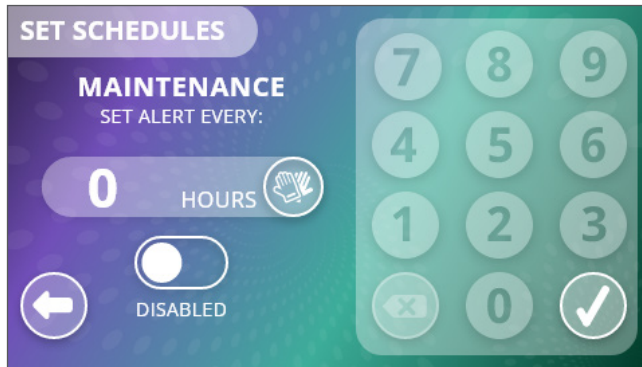 SET SCHEDULES
MAINTENANCE
SET ALERT EVERY:
0 HOURS
DISABLED
7 8 9
4 5 6
1 2 3
0